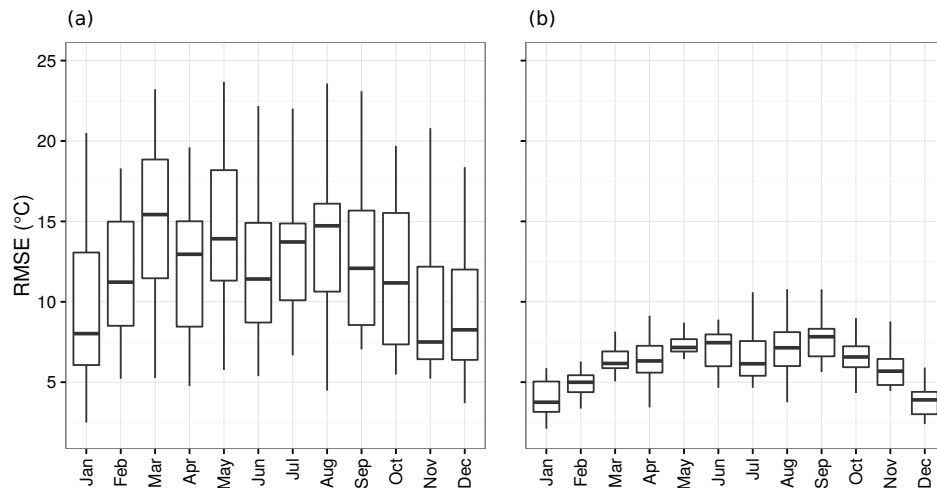 (a) (b)
25
20
15
10
5
RMSE (°C)
Jan Feb Mar Apr May Jun Jul Aug Sep Oct Nov Dec
Jan Feb Mar Apr May Jun Jul Aug Sep Oct Nov Dec